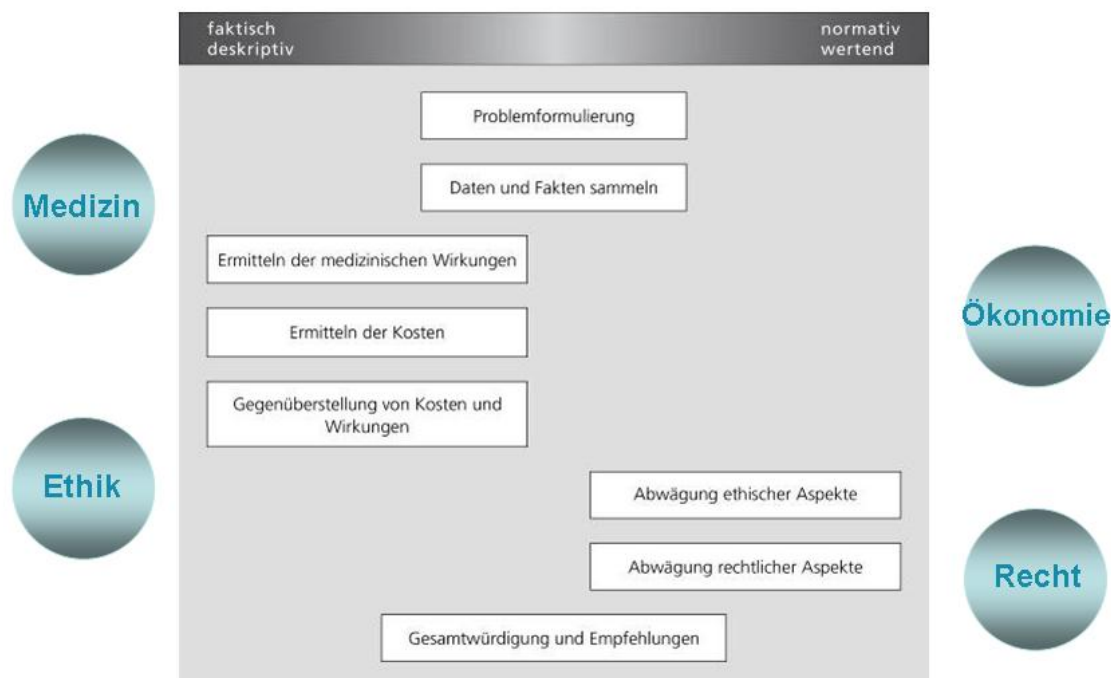 faktisch
deskriptiv
normativ
wertend
Problemformulierung
Daten und Fakten sammeln
Medizin
Ermitteln der medizinischen Wirkungen
Ökonomie
Ermitteln der Kosten
Gegenüberstellung von Kosten und
Wirkungen
Ethik
Abwägung ethischer Aspekte
Abwägung rechtlicher Aspekte
Recht
Gesamtwürdigung und Empfehlungen